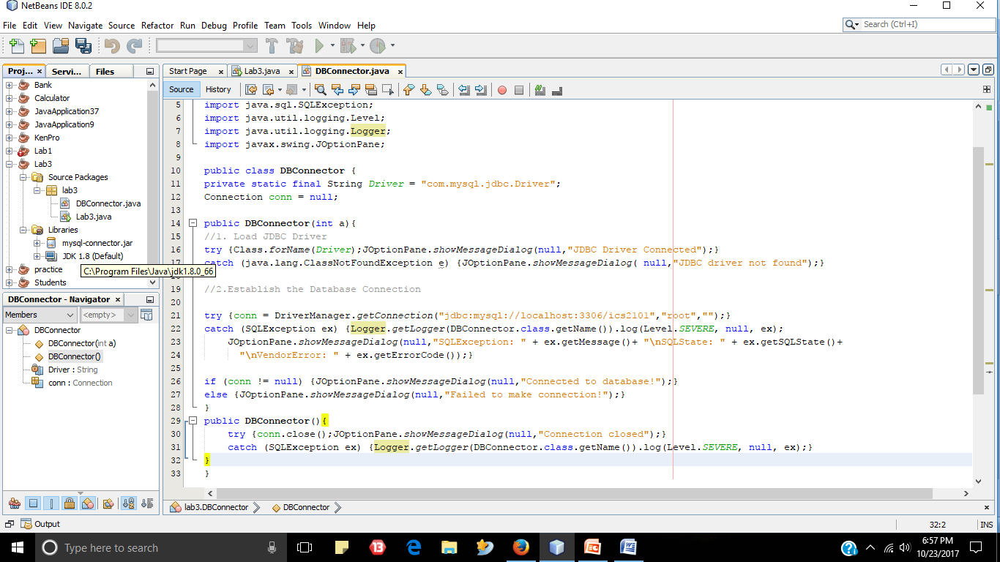 NetBeans IDE 8.0.2
File Edit View Navigate Source Refactor Run Debug Profile Team Tools Window Help
Search (Ctrl+I)
Proj... × Servi... Files
Bank
Calculator
JavaApplication37
JavaApplication9
KenPro
Lab1
Lab3
Source Packages
lab3
DBConnector.java
Lab3.java
Libraries
mysql-connector.jar
JDK 1.8 (Default)
practice
C:\Program Files\Java\jdk1.8.0_66
Students
DBConnector - Navigator ×
Members <empty>
DBConnector
DBConnector(int a)
DBConnector()
Driver : String
conn : Connection
Start Page × Lab3.java × DBConnector.java ×
Source History
5 import java.sql.SQLException;
6 import java.util.logging.Level;
7 import java.util.logging.Logger;
8 import javax.swing.JOptionPane;
9
10 public class DBConnector {
11 private static final String Driver = "com.mysql.jdbc.Driver";
12 Connection conn = null;
13
14 public DBConnector(int a){
15 //1. Load JDBC Driver
16 try {Class.forName(Driver);JOptionPane.showMessageDialog(null,"JDBC Driver Connected");}
17 catch (java.lang.ClassNotFoundException e) {JOptionPane.showMessageDialog( null,"JDBC driver not found");}
19 //2.Establish the Database Connection
20
21 try {conn = DriverManager.getConnection("jdbc:mysql://localhost:3306/ics2101","root","");}
22 catch (SQLException ex) {Logger.getLogger(DBConnector.class.getName()).log(Level.SEVERE, null, ex);
23 JOptionPane.showMessageDialog(null,"SQLException: " + ex.getMessage()+ "\nSQLState: " + ex.getSQLState()+
24 "\nVendorError: " + ex.getErrorCode());}
25
26 if (conn != null) {JOptionPane.showMessageDialog(null,"Connected to database!");}
27 else {JOptionPane.showMessageDialog(null,"Failed to make connection!");}
28 }
29 public DBConnector(){
30 try {conn.close();JOptionPane.showMessageDialog(null,"Connection closed");}
31 catch (SQLException ex) {Logger.getLogger(DBConnector.class.getName()).log(Level.SEVERE, null, ex);}
32 }
33 }
lab3.DBConnector DBConnector
Output
32:2 INS
Type here to search
13
6:57 PM
10/23/2017